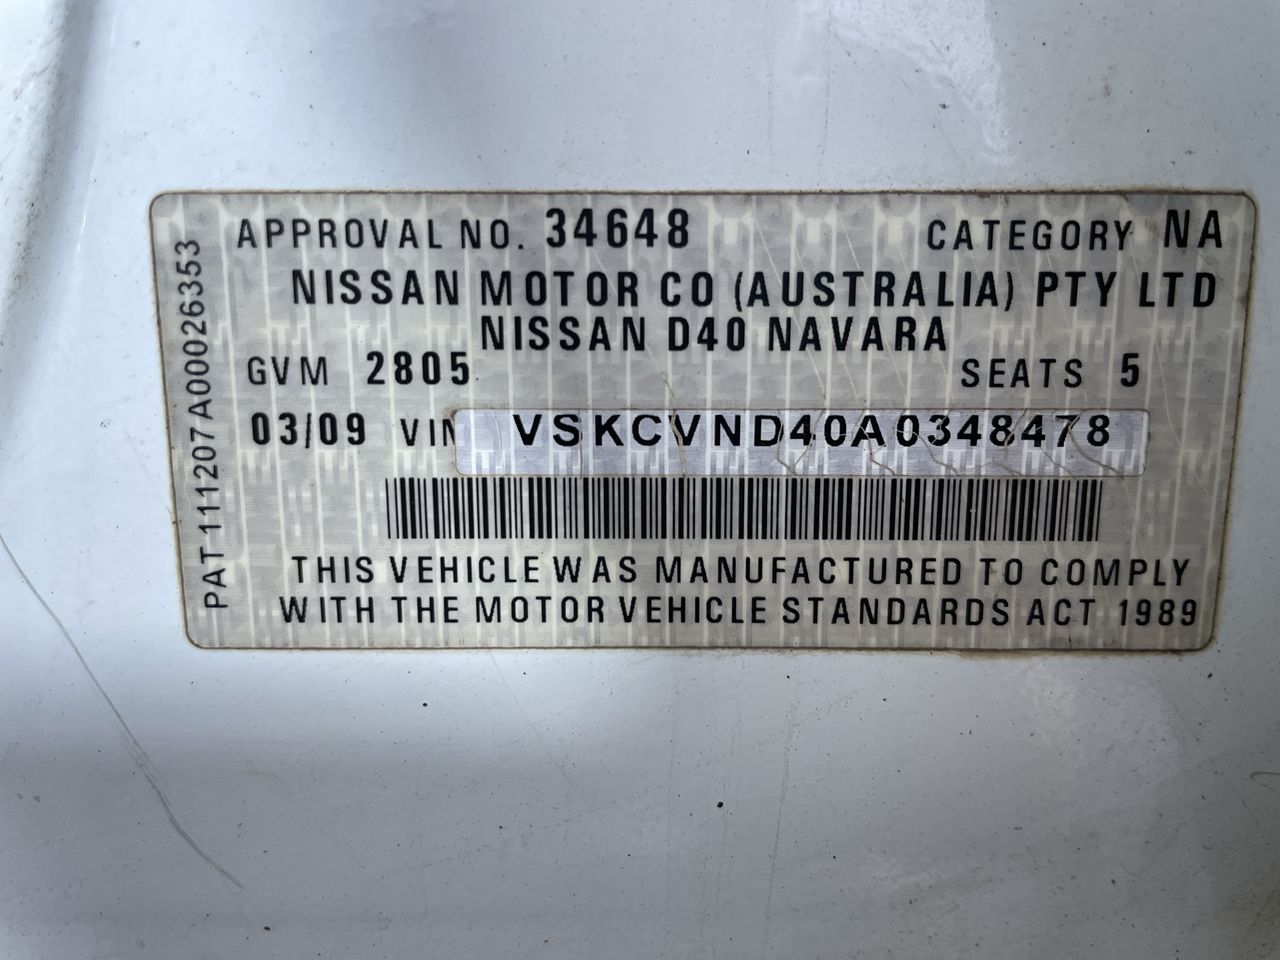 APPROVAL NO. 34648 CATEGORY NA
NISSAN MOTOR CO (AUSTRALIA) PTY LTD
NISSAN D40 NAVARA
GVM 2805 SEATS 5
03/09 VIN VSKCVND40A0348478
THIS VEHICLE WAS MANUFACTURED TO COMPLY
WITH THE MOTOR VEHICLE STANDARDS ACT 1989
PAT 111207A00026353